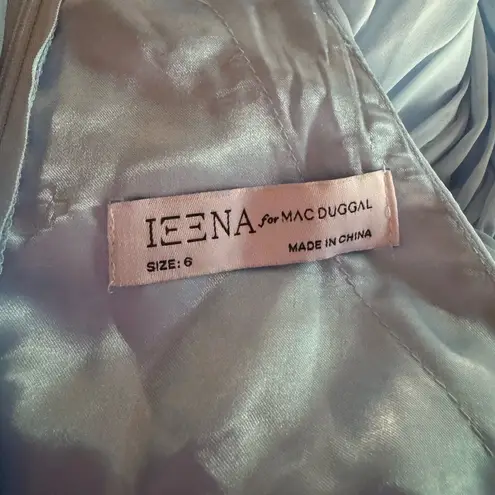 IEENA for MAC DUGGAL
SIZE: 6
MADE IN CHINA